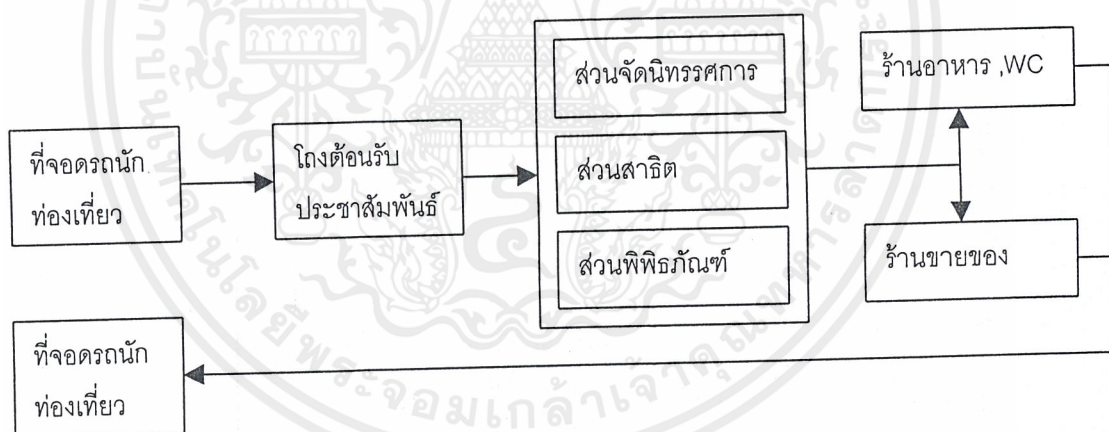 ที่จอดรถนัก
ท่องเที่ยว
โถงต้อนรับ
ประชาสัมพันธ์
ส่วนจัดนิทรรศการ
ส่วนสาธิต
ส่วนพิพิธภัณฑ์
ร้านอาหาร ,WC
ร้านขายของ
ที่จอดรถนัก
ท่องเที่ยว